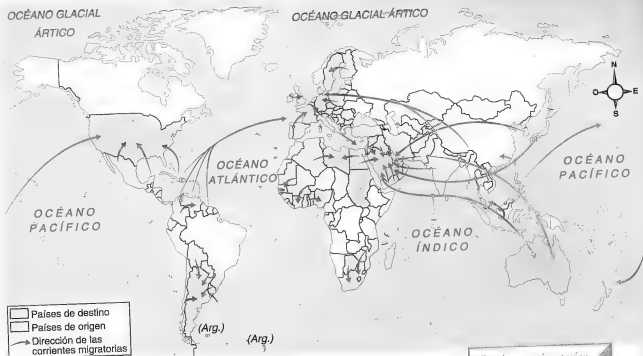 OCÉANO GLACIAL
ÁRTICO
OCÉANO GLACIAL ÁRTICO
N
O
E
S
OCÉANO
ATLÁNTICO
OCÉANO
PACÍFICO
OCÉANO
PACÍFICO
OCÉANO
ÍNDICO
Países de destino
Países de origen
Dirección de las
corrientes migratorias
(Arg.)
(Arg.)